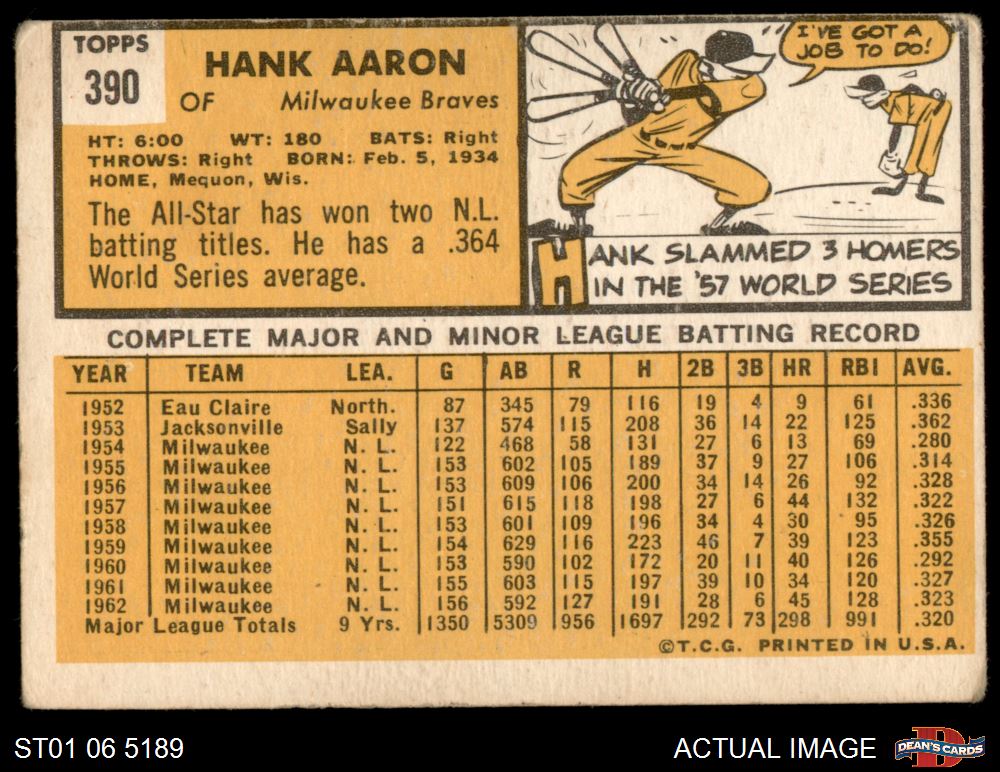 TOPPS
390
HANK AARON
OF Milwaukee Braves
HT: 6:00 WT: 180 BATS: Right
THROWS: Right BORN: Feb. 5, 1934
HOME, Mequon, Wis.
The All-Star has won two N.L.
batting titles. He has a .364
World Series average.
I'VE GOT A
JOB TO DO!
HANK SLAMMED 3 HOMERS
IN THE '57 WORLD SERIES
COMPLETE MAJOR AND MINOR LEAGUE BATTING RECORD
YEAR TEAM LEA. G AB R H 2B 3B HR RBI AVG.
1952 Eau Claire North. 87 345 79 116 19 4 9 61 .336
1953 Jacksonville Sally 137 574 115 208 36 14 22 125 .362
1954 Milwaukee N. L. 122 468 58 131 27 6 13 69 .280
1955 Milwaukee N. L. 153 602 105 189 37 9 27 106 .314
1956 Milwaukee N. L. 153 609 106 200 34 14 26 92 .328
1957 Milwaukee N. L. 151 615 118 198 27 6 44 132 .322
1958 Milwaukee N. L. 153 601 109 196 34 4 30 95 .326
1959 Milwaukee N. L. 154 629 116 223 46 7 39 123 .355
1960 Milwaukee N. L. 153 590 102 172 20 11 40 126 .292
1961 Milwaukee N. L. 155 603 115 197 39 10 34 120 .327
1962 Milwaukee N. L. 156 592 127 191 28 6 45 128 .323
Major League Totals 9 Yrs. 1350 5309 956 1697 292 73 298 991 .320
©T.C.G. PRINTED IN U.S.A.
ST01 06 5189
ACTUAL IMAGE
D
DEAN'S CARDS